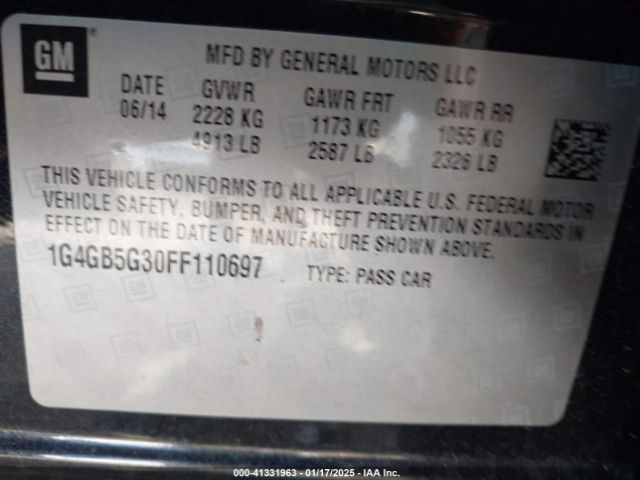 GM
MFD BY GENERAL MOTORS LLC
DATE GVWR GAWR FRT GAWR RR
06/14 2228 KG 1173 KG 1055 KG
4913 LB 2587 LB 2326 LB
THIS VEHICLE CONFORMS TO ALL APPLICABLE U.S. FEDERAL MOTOR
VEHICLE SAFETY, BUMPER, AND THEFT PREVENTION STANDARDS IN
EFFECT ON THE DATE OF MANUFACTURE SHOWN ABOVE.
1G4GB5G30FF110697 TYPE: PASS CAR
000-41331963 - 01/17/2025 - IAA Inc.